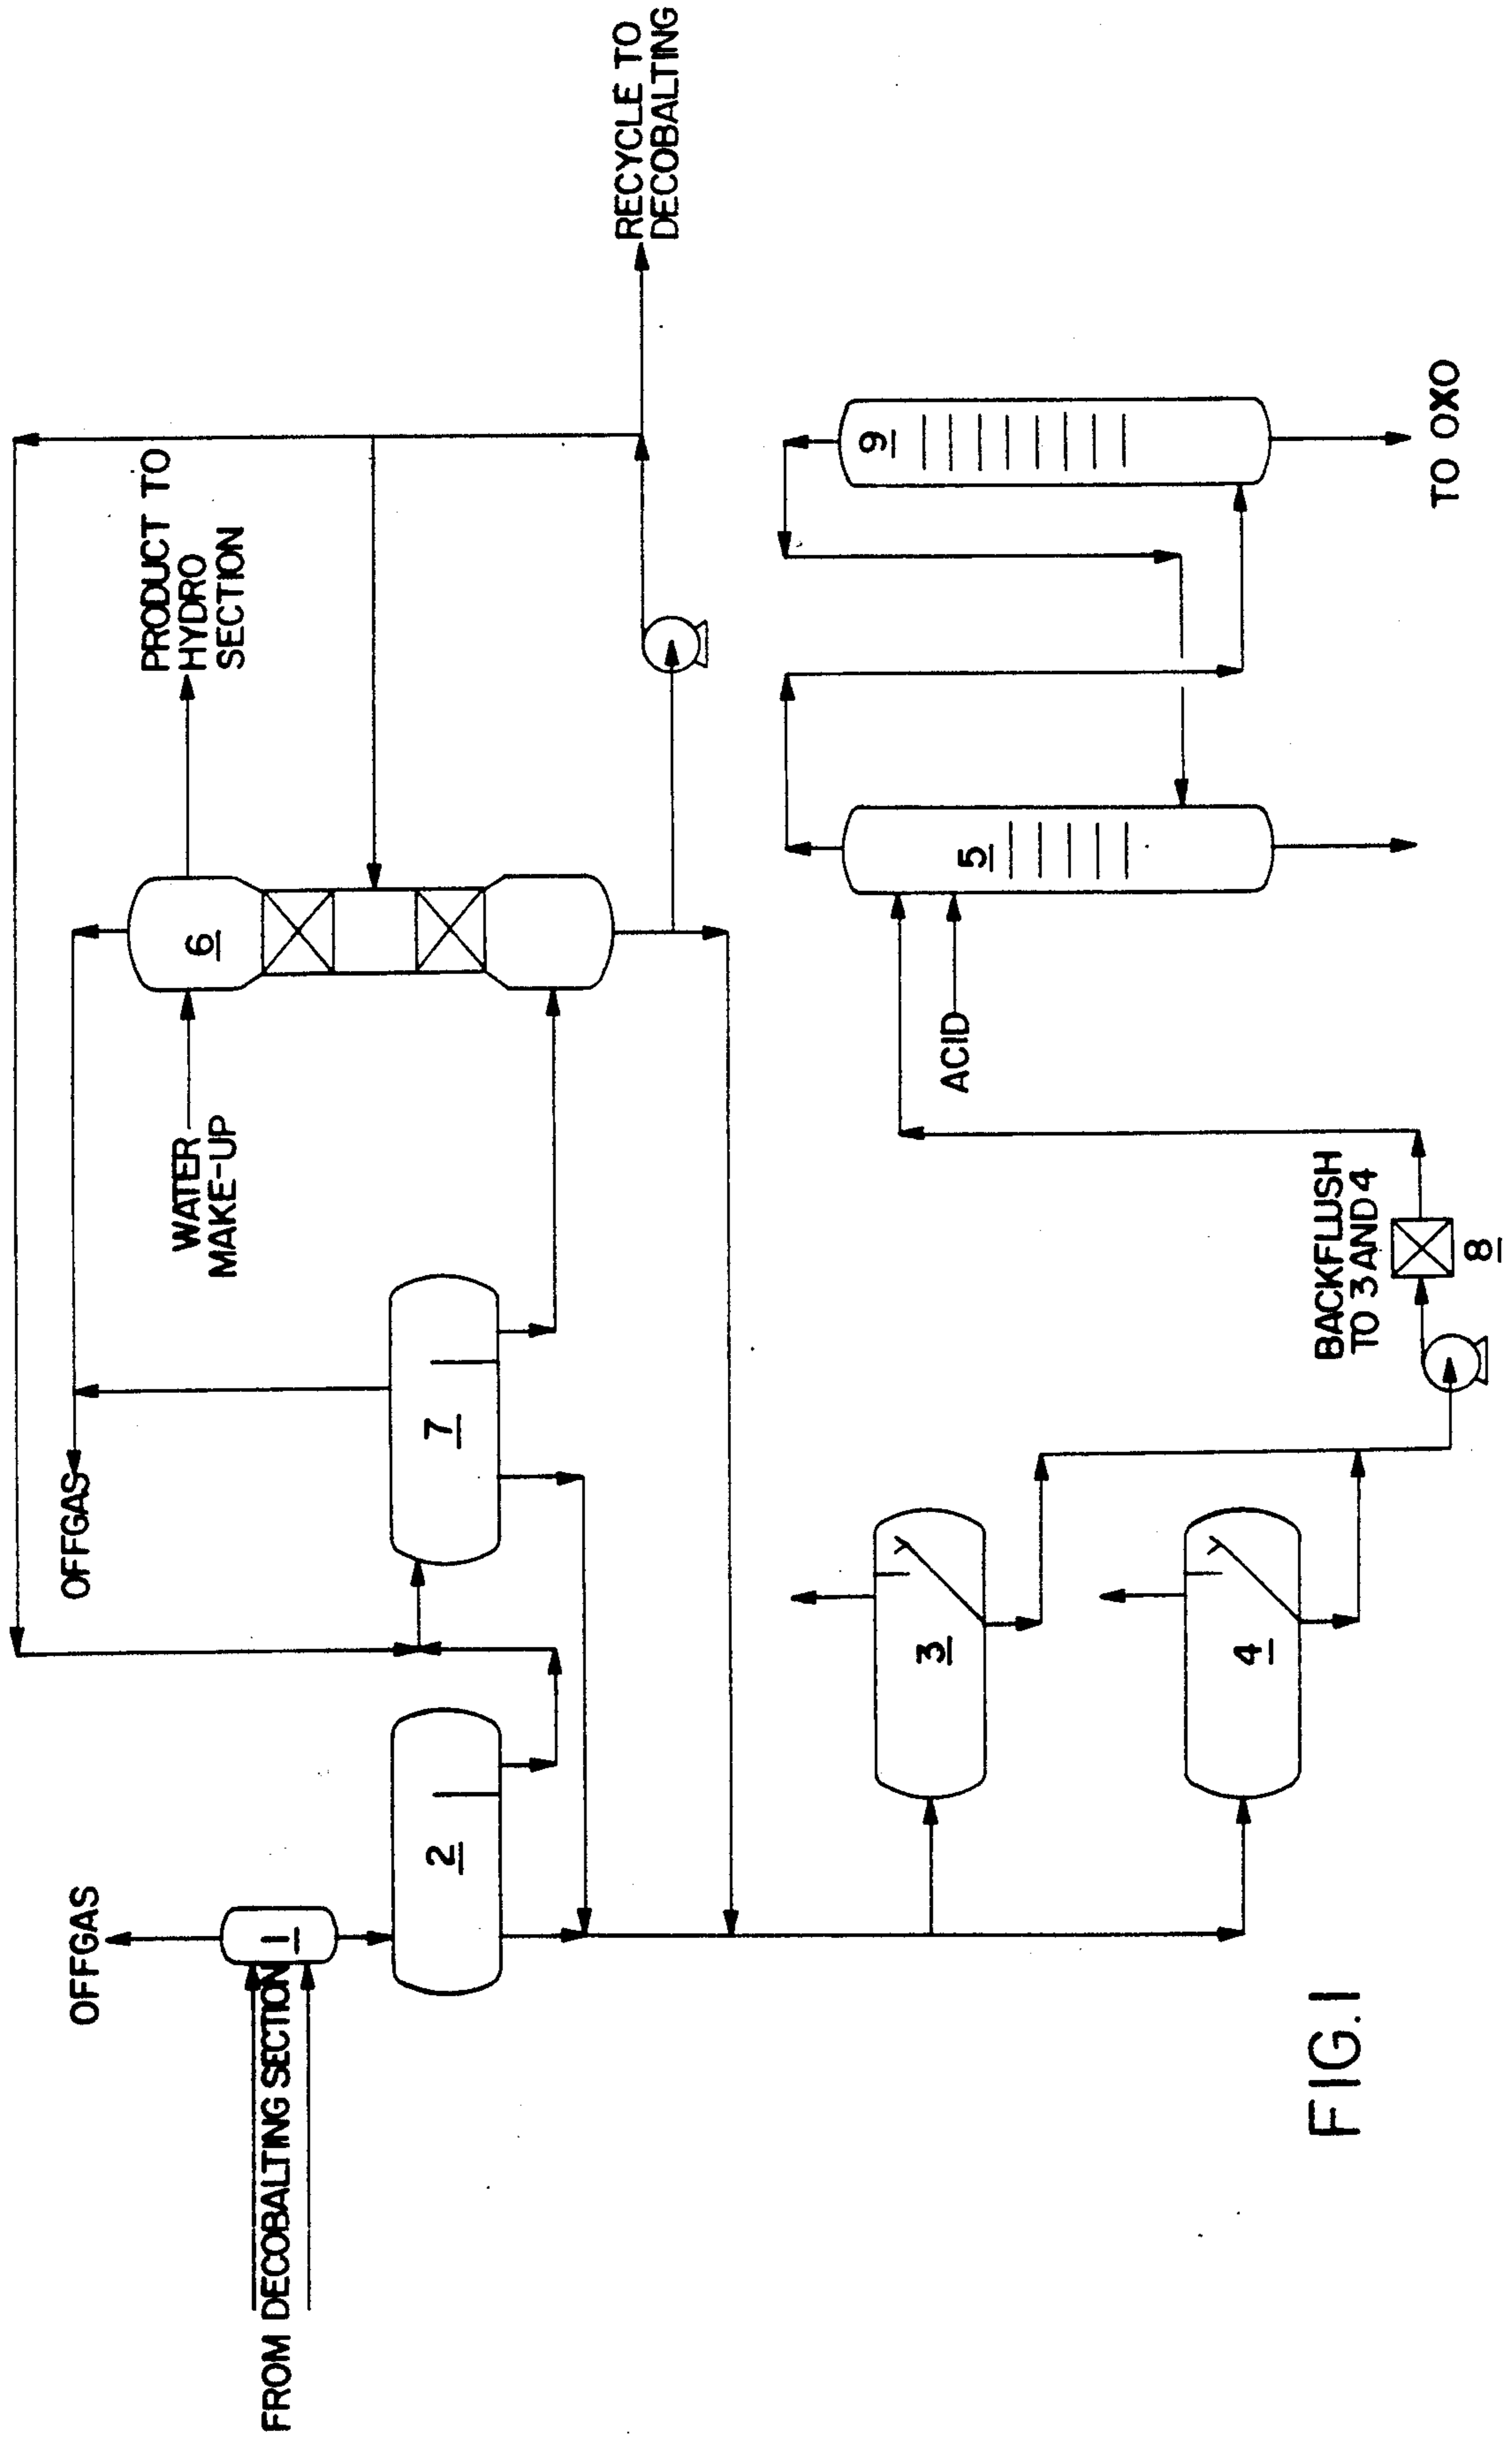 OFFGAS
FROM DECOBALTING SECTION
1
2
OFFGAS
7
WATER
MAKE-UP
6
PRODUCT TO
HYDRO
SECTION
RECYCLE TO
DECOBALTING
3
4
BACKFLUSH
TO 3 AND 4
8
ACID
5
9
TO OXO
FIG.1